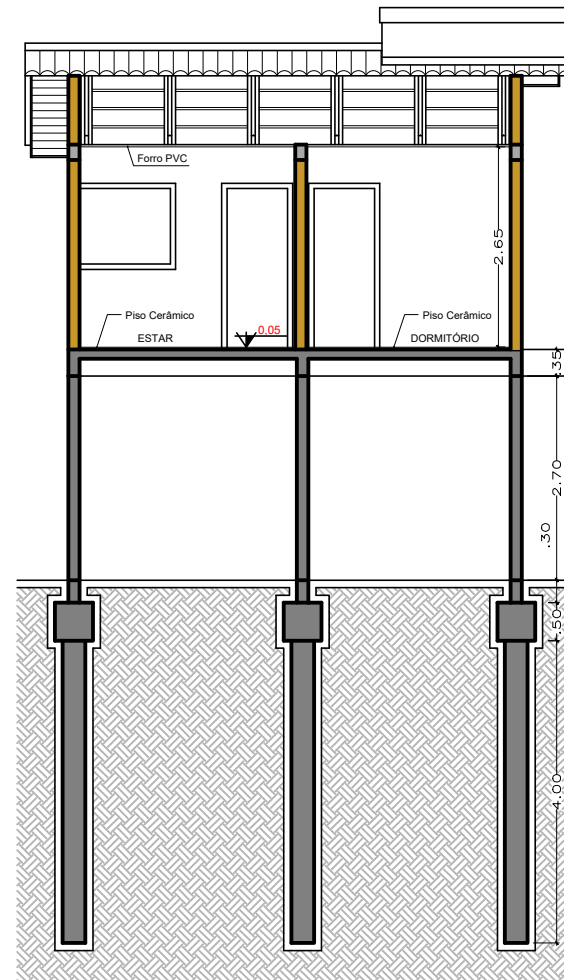 Forro PVC
2.65
Piso Cerâmico
ESTAR
0,05
Piso Cerâmico
DORMITÓRIO
.35
2.70
.30
.50
4.00